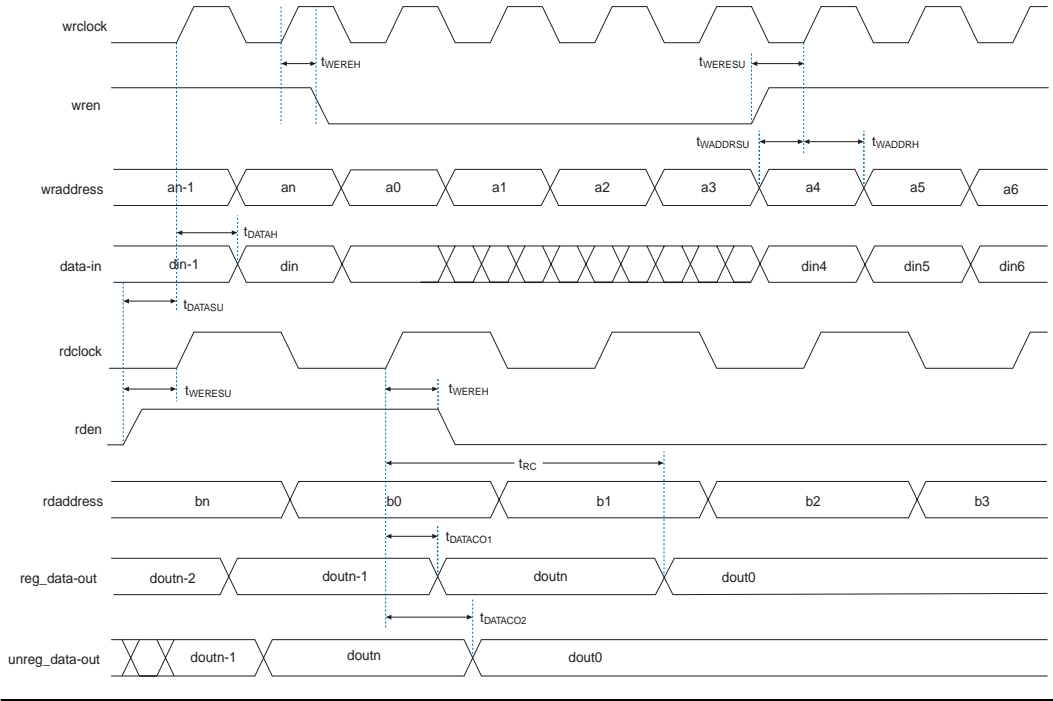 wrclock
tWEREH
tWERESU
wren
tWADDRSU
tWADDRH
wraddress an-1 an a0 a1 a2 a3 a4 a5 a6
tDATAH
data-in din-1 din din4 din5 din6
tDATASU
rdclock
tWERESU
tWEREH
rden
tRC
rdaddress bn b0 b1 b2 b3
tDATACO1
reg_data-out doutn-2 doutn-1 doutn dout0
tDATACO2
unreg_data-out doutn-1 doutn dout0